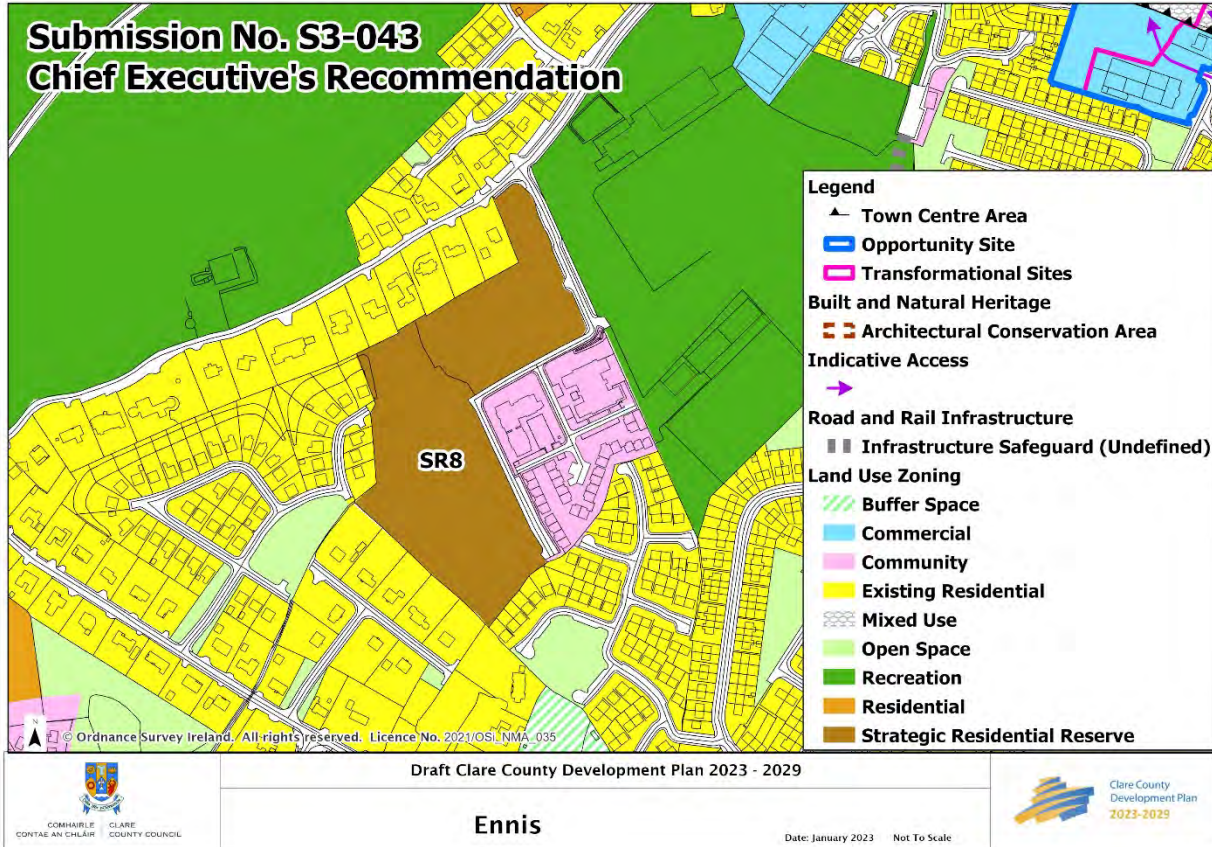 Submission No. S3-043
Chief Executive's Recommendation
Legend
Town Centre Area
Opportunity Site
Transformational Sites
Built and Natural Heritage
Architectural Conservation Area
Indicative Access
Road and Rail Infrastructure
Infrastructure Safeguard (Undefined)
Land Use Zoning
Buffer Space
Commercial
Community
Existing Residential
Mixed Use
Open Space
Recreation
Residential
Strategic Residential Reserve
SR8
N
© Ordnance Survey Ireland. All rights reserved. Licence No. 2021/OSi_NMA_035
COMHAIRLE CONTAE AN CHLÁIR
CLARE COUNTY COUNCIL
Draft Clare County Development Plan 2023 - 2029
Ennis
Date: January 2023 Not To Scale
Clare County
Development Plan
2023-2029